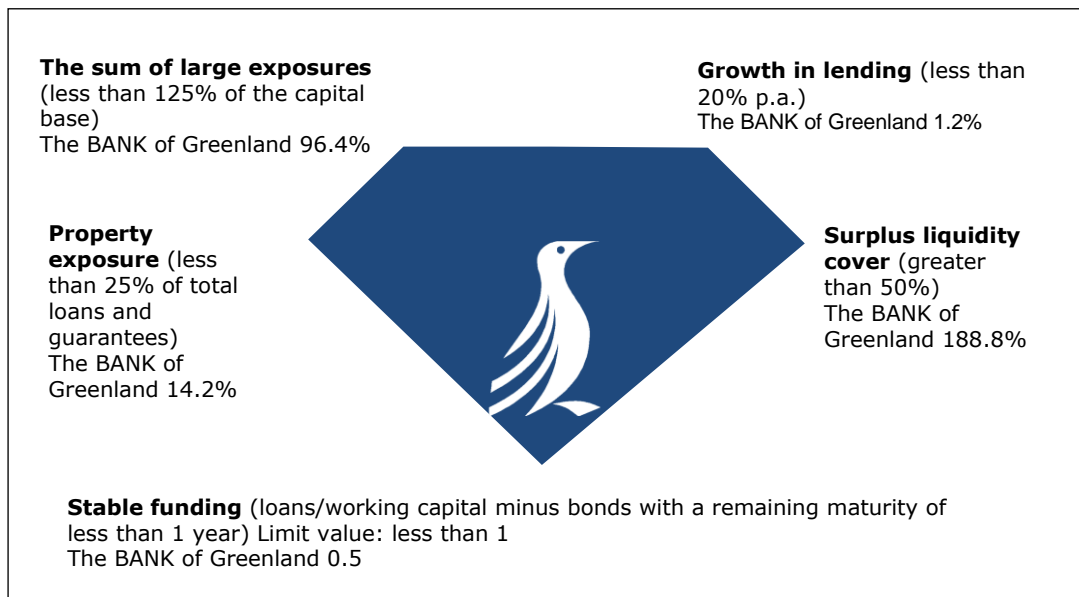 The sum of large exposures
(less than 125% of the capital
base)
The BANK of Greenland 96.4%
Growth in lending (less than
20% p.a.)
The BANK of Greenland 1.2%
Property
exposure (less
than 25% of total
loans and
guarantees)
The BANK of
Greenland 14.2%
Surplus liquidity
cover (greater
than 50%)
The BANK of
Greenland 188.8%
Stable funding (loans/working capital minus bonds with a remaining maturity of
less than 1 year) Limit value: less than 1
The BANK of Greenland 0.5